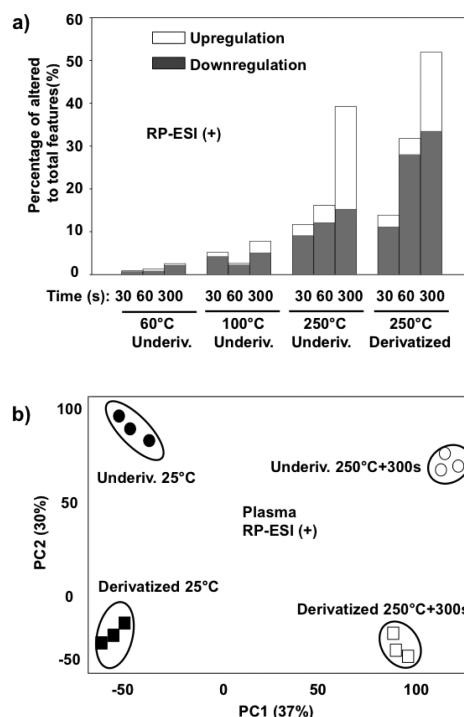 a)
Percentage of altered
to total features(%)
60
50
40
30
20
10
0
Upregulation
Downregulation
RP-ESI (+)
Time (s): 30 60 300 30 60 300 30 60 300 30 60 300
60°C 100°C 250°C 250°C
Underiv. Underiv. Underiv. Derivatized
b)
PC2 (30%)
100
50
0
-50
Underiv. 25°C
Underiv. 250°C+300s
Plasma
RP-ESI (+)
Derivatized 25°C
Derivatized 250°C+300s
-50 0 50 100
PC1 (37%)